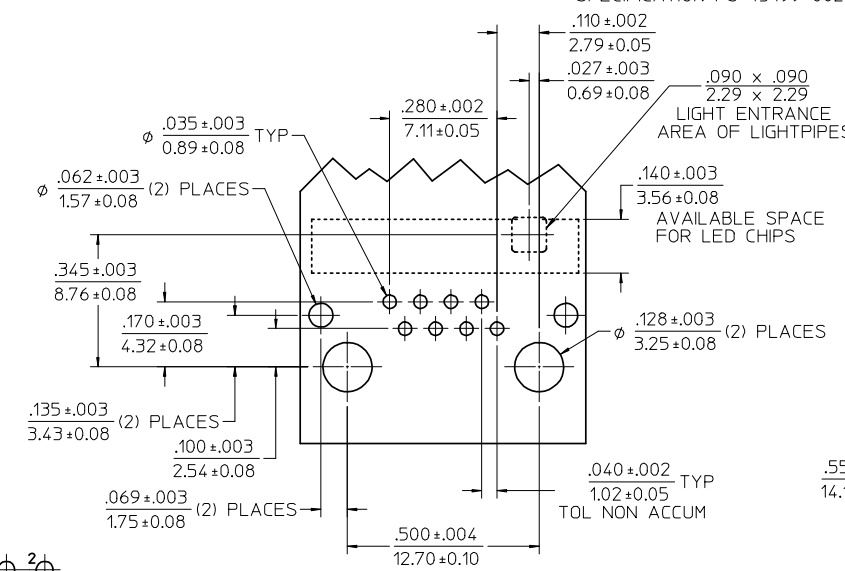 .110 ±.002
2.79 ±0.05
.027 ±.003
0.69 ±0.08
.090 x .090
2.29 x 2.29
LIGHT ENTRANCE
AREA OF LIGHTPIPES
.280 ±.002
7.11 ±0.05
⌀ .035 ±.003 TYP
0.89 ±0.08
⌀ .062 ±.003 (2) PLACES
1.57 ±0.08
.140 ±.003
3.56 ±0.08
AVAILABLE SPACE
FOR LED CHIPS
.345 ±.003
8.76 ±0.08
.170 ±.003
4.32 ±0.08
⌀ .128 ±.003 (2) PLACES
3.25 ±0.08
.135 ±.003 (2) PLACES
3.43 ±0.08
.100 ±.003
2.54 ±0.08
.069 ±.003 (2) PLACES
1.75 ±0.08
.040 ±.002 TYP
1.02 ±0.05
TOL NON ACCUM
.500 ±.004
12.70 ±0.10
.55
14.1
2